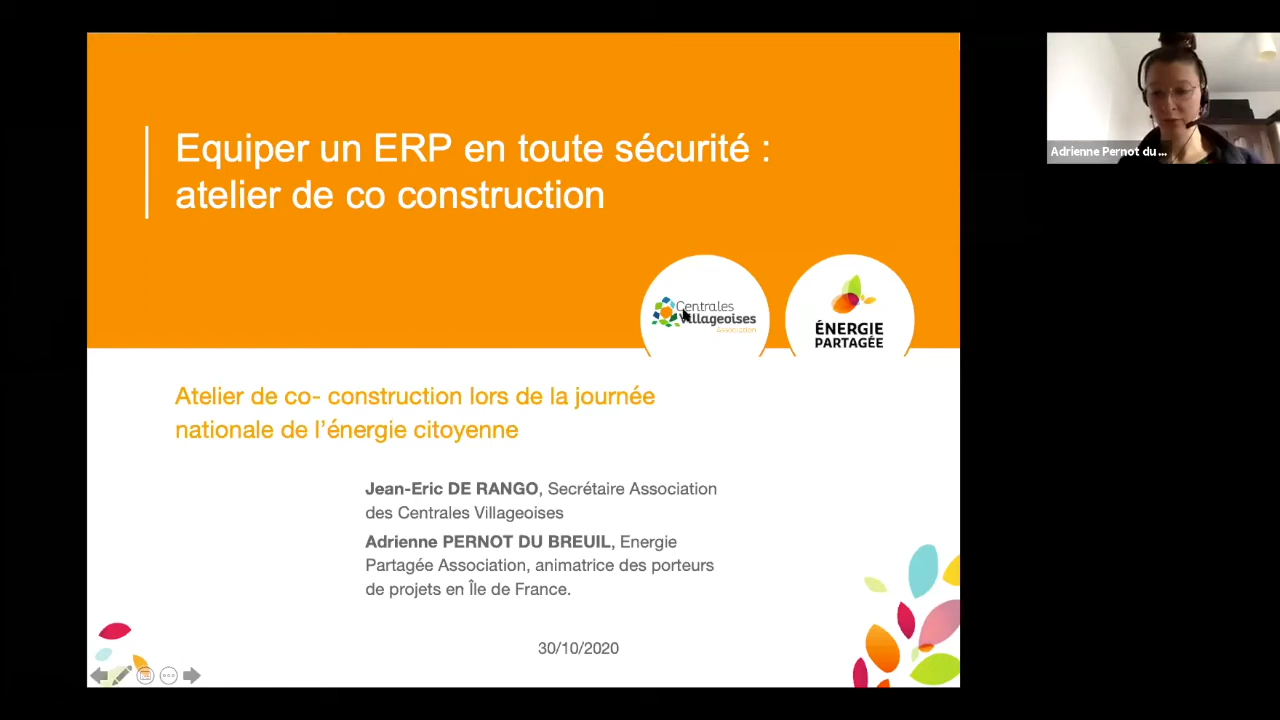 Equiper un ERP en toute sécurité :
atelier de co construction
Centrales
Villageoises
Association
ÉNERGIE
PARTAGÉE
Atelier de co- construction lors de la journée
nationale de l’énergie citoyenne
Jean-Eric DE RANGO, Secrétaire Association
des Centrales Villageoises
Adrienne PERNOT DU BREUIL, Energie
Partagée Association, animatrice des porteurs
de projets en Île de France.
30/10/2020
Adrienne Pernot du ...